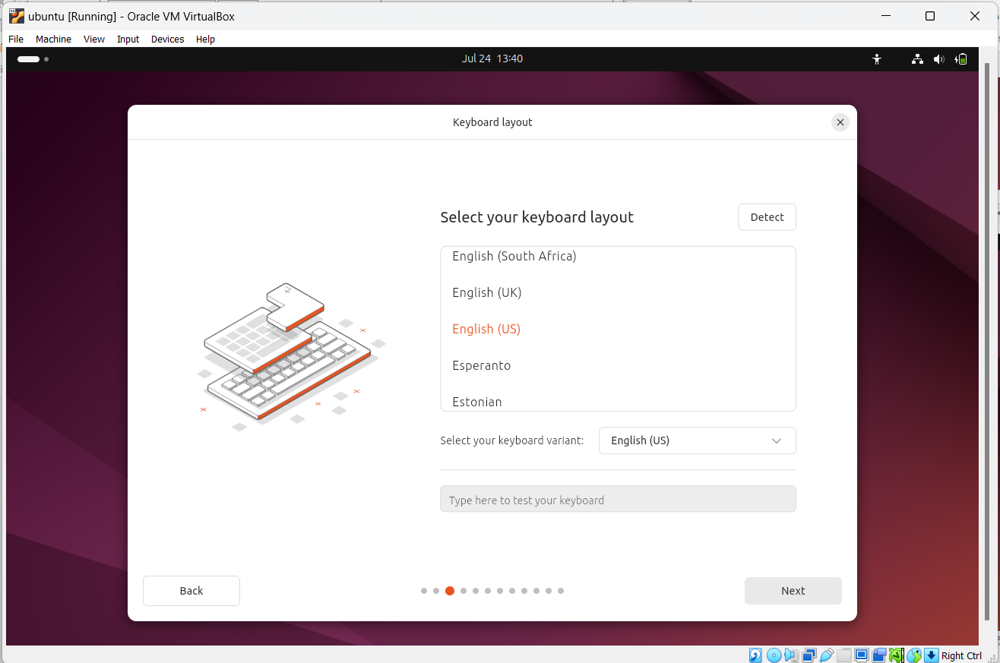 ubuntu [Running] - Oracle VM VirtualBox
File Machine View Input Devices Help
Jul 24 13:40
Keyboard layout
Select your keyboard layout
Detect
English (South Africa)
English (UK)
English (US)
Esperanto
Estonian
Select your keyboard variant:
English (US)
Type here to test your keyboard
Back
Next
Right Ctrl